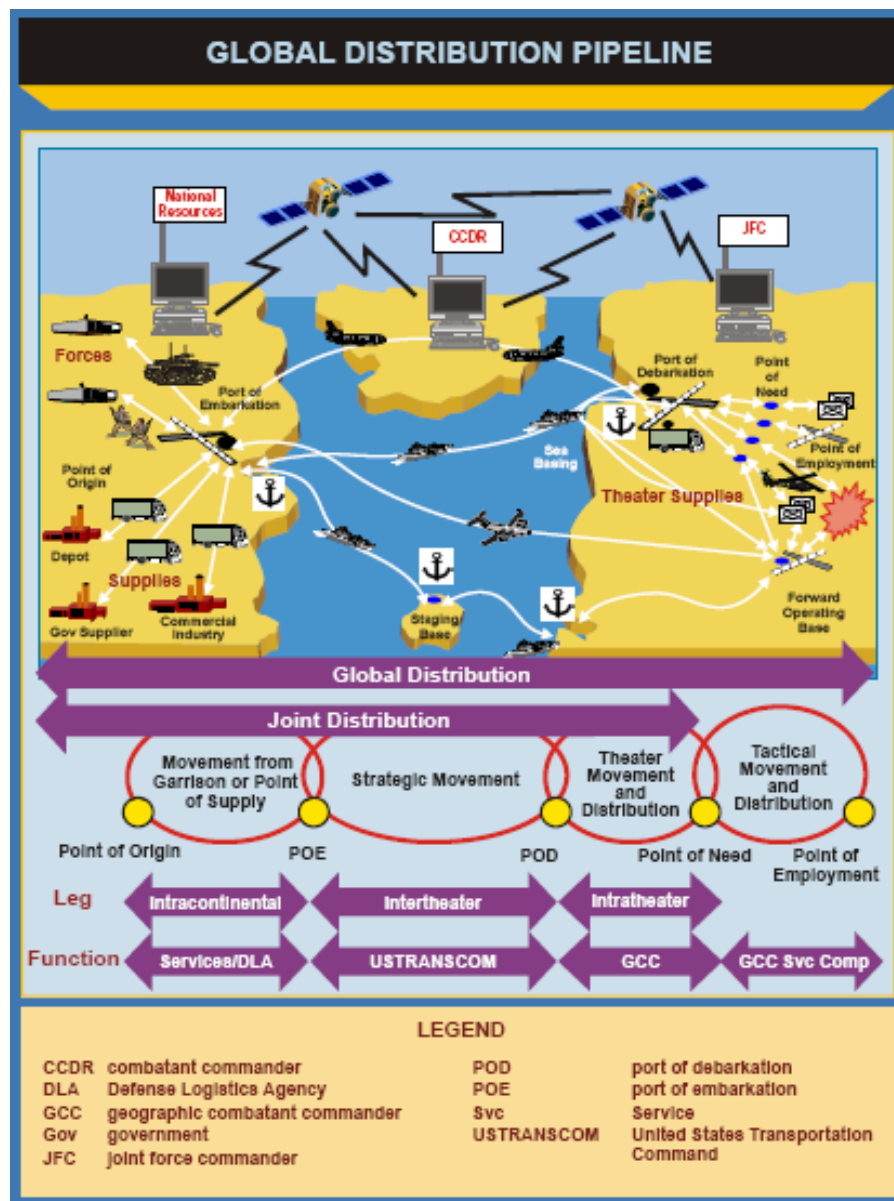 GLOBAL DISTRIBUTION PIPELINE
National
Resources
CCDR
JFC
Forces
Port of
Embarkation
Port of
Debarkation
Point
of
Need
Point of
Origin
Sea
Basing
Point of
Employment
Theater Supplies
Depot
Supplies
Gov Supplier
Commercial
Industry
Staging
Base
Forward
Operating
Base
Global Distribution
Joint Distribution
Movement from
Garrison or Point
of Supply
Strategic Movement
Theater
Movement
and
Distribution
Tactical
Movement
and
Distribution
Point of Origin
POE
POD
Point of Need
Point of
Employment
Leg
Intracontinental
Intertheater
Intratheater
Function
Services/DLA
USTRANSCOM
GCC
GCC Svc Comp
LEGEND
CCDR combatant commander
DLA Defense Logistics Agency
GCC geographic combatant commander
Gov government
JFC joint force commander
POD port of debarkation
POE port of embarkation
Svc Service
USTRANSCOM United States Transportation
Command